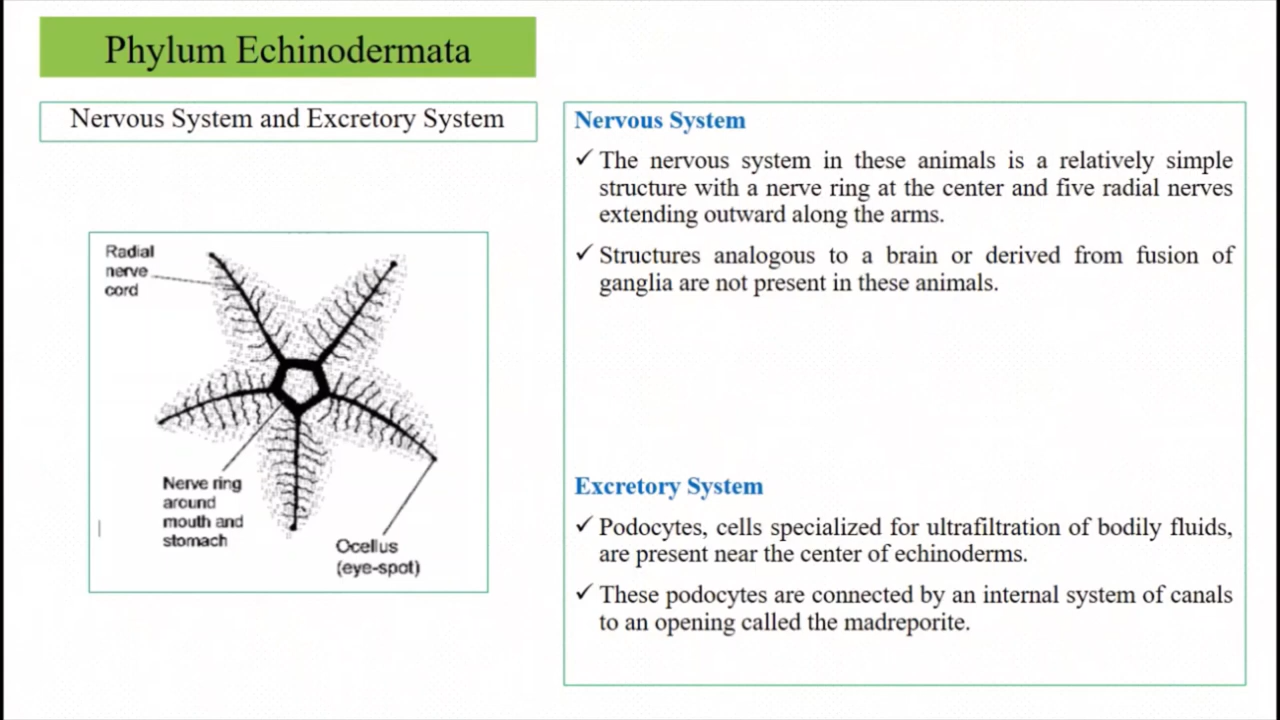 Phylum Echinodermata
Nervous System and Excretory System
Radial
nerve
cord
Nerve ring
around
mouth and
stomach
Ocellus
(eye-spot)
Nervous System
✓ The nervous system in these animals is a relatively simple
structure with a nerve ring at the center and five radial nerves
extending outward along the arms.
✓ Structures analogous to a brain or derived from fusion of
ganglia are not present in these animals.
Excretory System
✓ Podocytes, cells specialized for ultrafiltration of bodily fluids,
are present near the center of echinoderms.
✓ These podocytes are connected by an internal system of canals
to an opening called the madreporite.